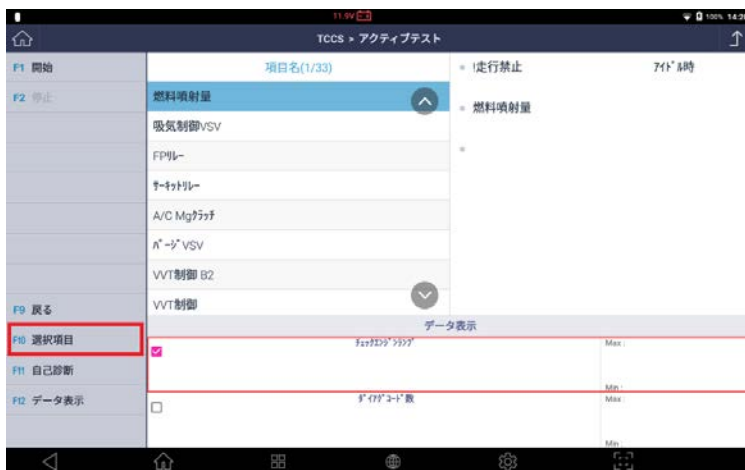 11.9V
100% 14:2
TCCS > アクティブテスト
F1 開始
F2 停止
F9 戻る
F10 選択項目
F11 自己診断
F12 データ表示
項目名(1/33)
燃料噴射量
吸気制御VSV
FPﾘﾚｰ
ｻｰｷｯﾄﾘﾚｰ
A/C Mgｸﾗｯﾁ
ﾊﾟｰｼﾞVSV
VVT制御 B2
VVT制御
!走行禁止 ｱｲﾄﾞﾙ時
燃料噴射量
データ表示
ﾁｪｯｸｴﾝｼﾞﾝﾗﾝﾌﾟ
Max :
Min :
ﾀﾞｲｱｸﾞｺｰﾄﾞ数
Max :
Min :